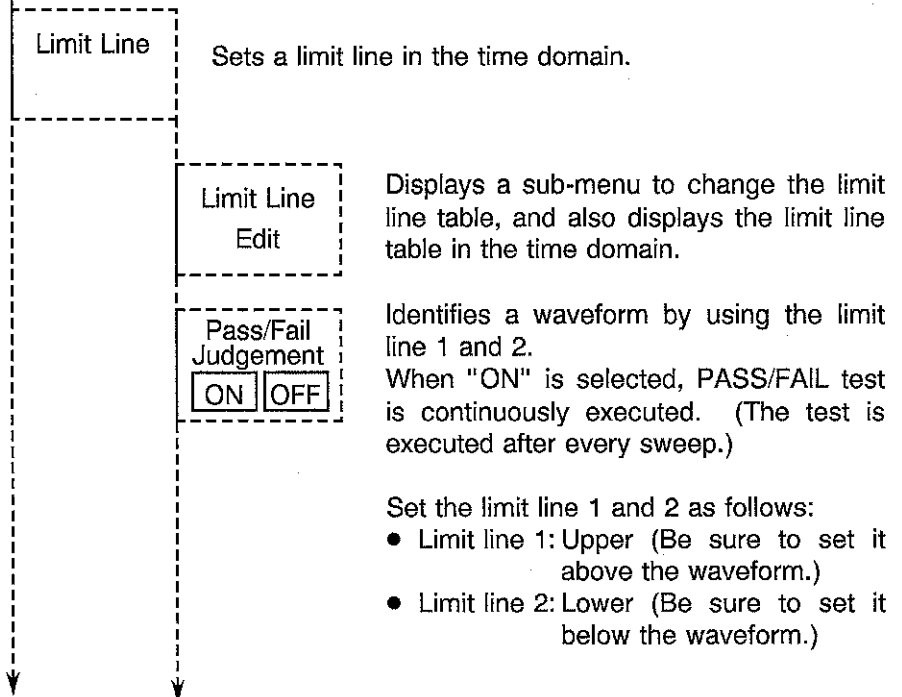 Limit Line
Sets a limit line in the time domain.
Limit Line
Edit
Displays a sub-menu to change the limit
line table, and also displays the limit line
table in the time domain.
Pass/Fail
Judgement
ON OFF
Identifies a waveform by using the limit
line 1 and 2.
When "ON" is selected, PASS/FAIL test
is continuously executed. (The test is
executed after every sweep.)
Set the limit line 1 and 2 as follows:
● Limit line 1: Upper (Be sure to set it
above the waveform.)
● Limit line 2: Lower (Be sure to set it
below the waveform.)